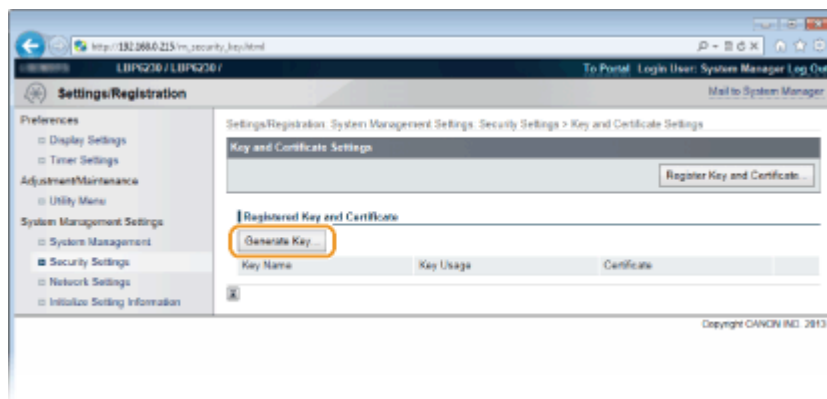 http://192.168.0.215/m_security_key.html
LBP6230 / LBP6230 /
To Portal Login User: System Manager Log Out
Settings/Registration
Mail to System Manager
Preferences
Display Settings
Timer Settings
Adjustment/Maintenance
Utility Menu
System Management Settings
System Management
Security Settings
Network Settings
Initialize Setting Information
Settings/Registration: System Management Settings: Security Settings > Key and Certificate Settings
Key and Certificate Settings
Register Key and Certificate...
Registered Key and Certificate
Generate Key...
Key Name Key Usage Certificate
Copyright CANON INC. 2013